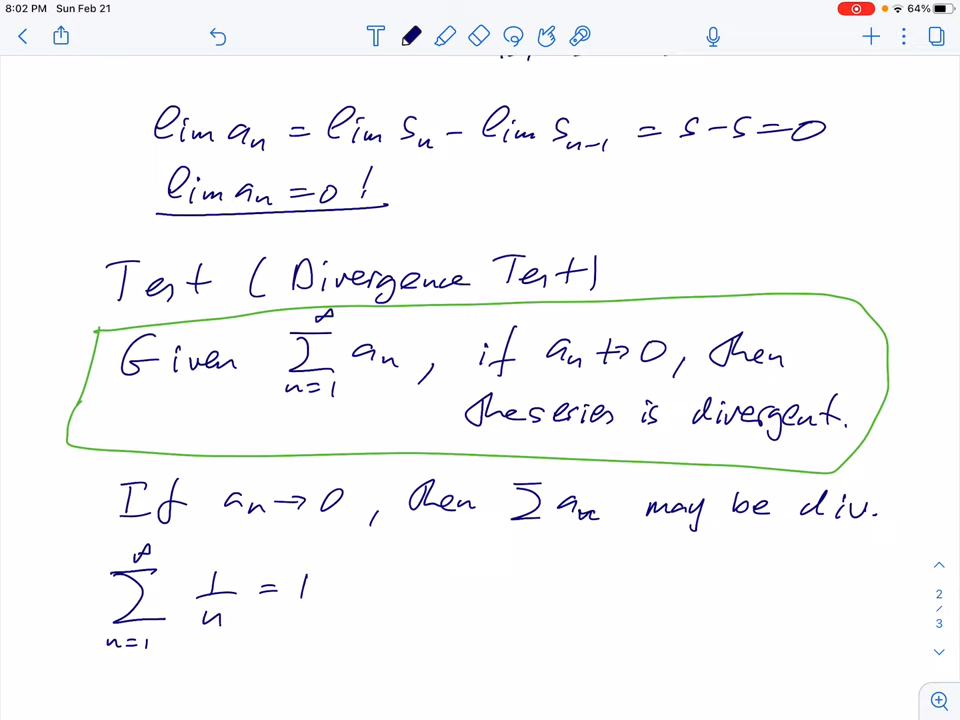 8:02 PM Sun Feb 21 64%
lim aₙ = lim sₙ − lim sₙ₋₁ = s − s = 0
lim aₙ = 0 !
Test ( Divergence Test)
Given ∑_{n=1}^{∞} aₙ , if aₙ ↛ 0, then
the series is divergent.
If aₙ → 0 , then ∑ aₙ may be div.
∑_{n=1}^{∞} 1/n = 1
2
/
3